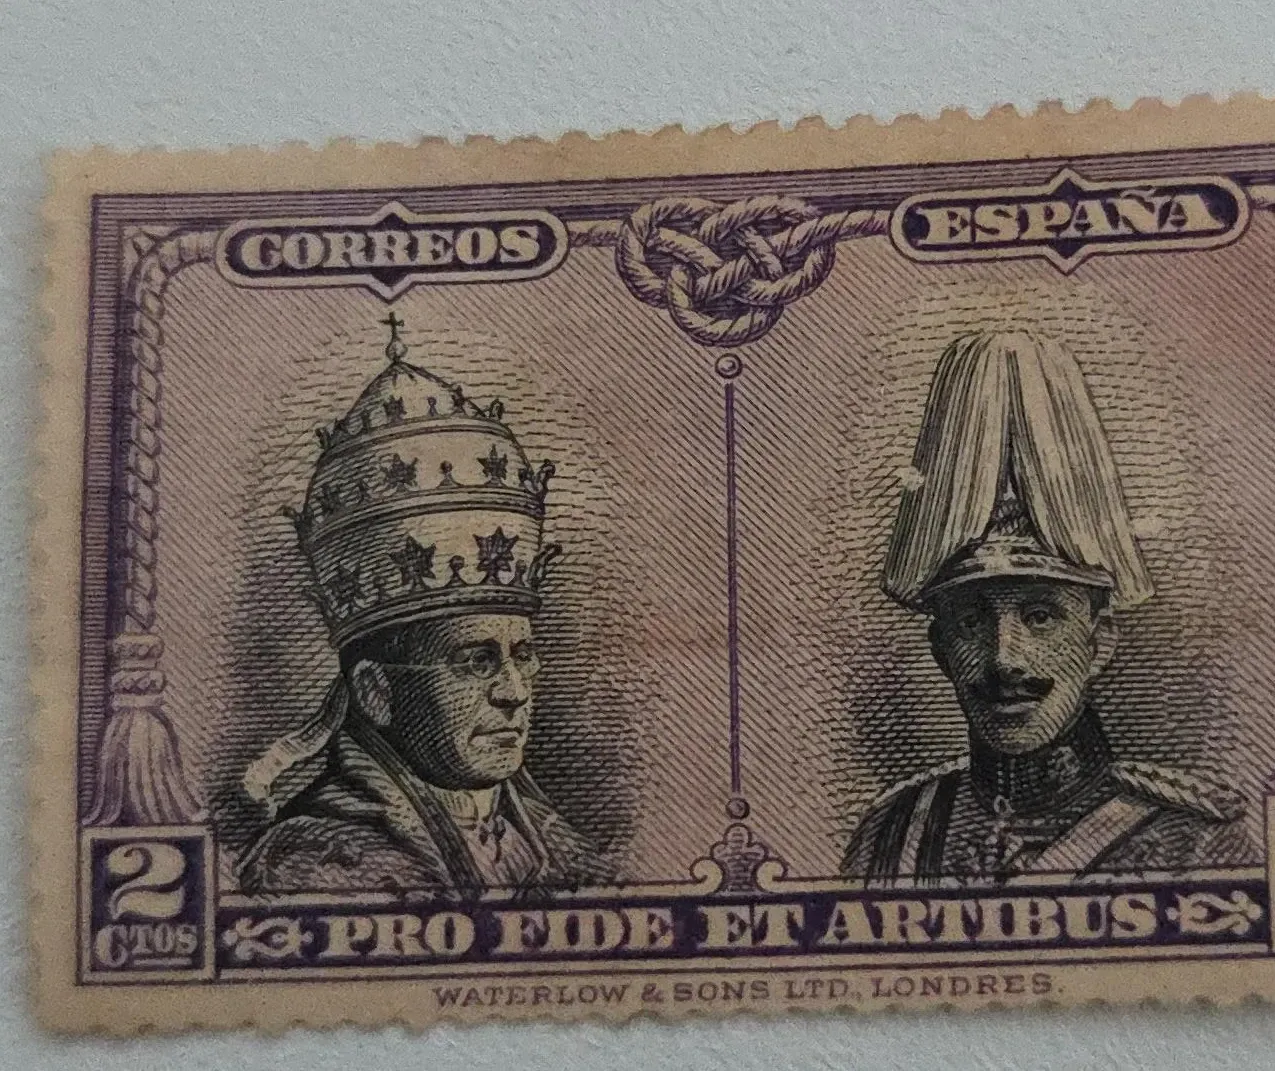 CORREOS
ESPAÑA
2
CTOS
PRO FIDE ET ARTIBUS
WATERLOW & SONS LTD., LONDRES.